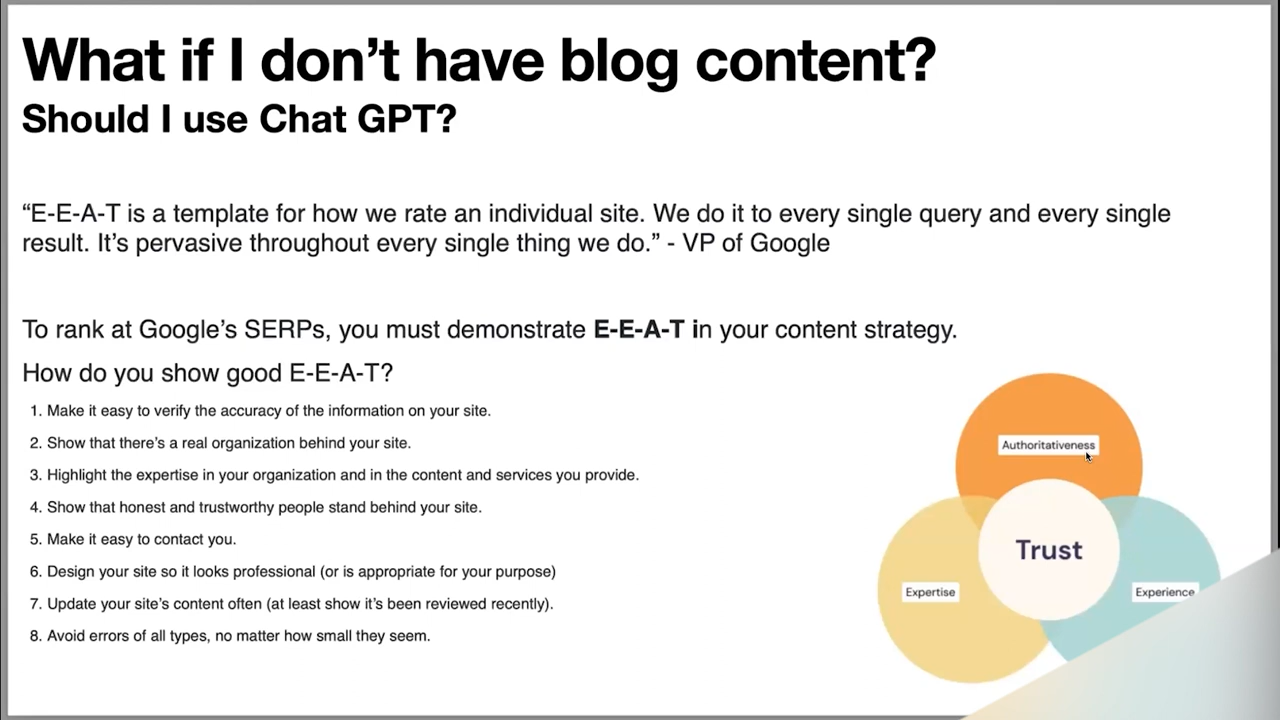 What if I don’t have blog content?
Should I use Chat GPT?
“E-E-A-T is a template for how we rate an individual site. We do it to every single query and every single
result. It’s pervasive throughout every single thing we do.” - VP of Google
To rank at Google’s SERPs, you must demonstrate E-E-A-T in your content strategy.
How do you show good E-E-A-T?
1. Make it easy to verify the accuracy of the information on your site.
2. Show that there’s a real organization behind your site.
3. Highlight the expertise in your organization and in the content and services you provide.
4. Show that honest and trustworthy people stand behind your site.
5. Make it easy to contact you.
6. Design your site so it looks professional (or is appropriate for your purpose)
7. Update your site’s content often (at least show it’s been reviewed recently).
8. Avoid errors of all types, no matter how small they seem.
Authoritativeness
Trust
Expertise
Experience